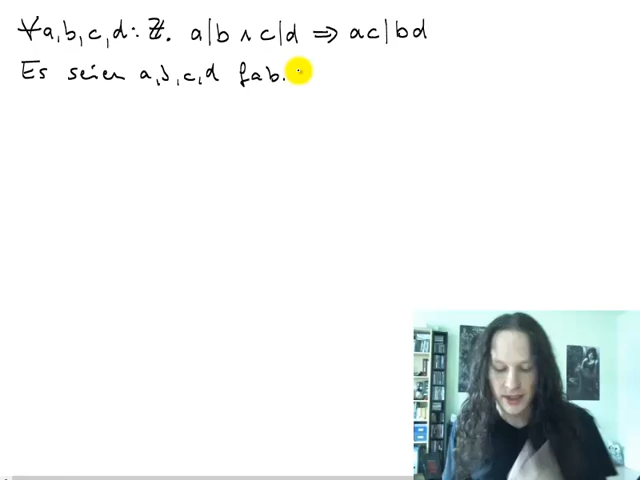 ∀a,b,c,d:ℤ. a|b ∧ c|d ⇒ ac|bd
Es seien a,b,c,d fab.